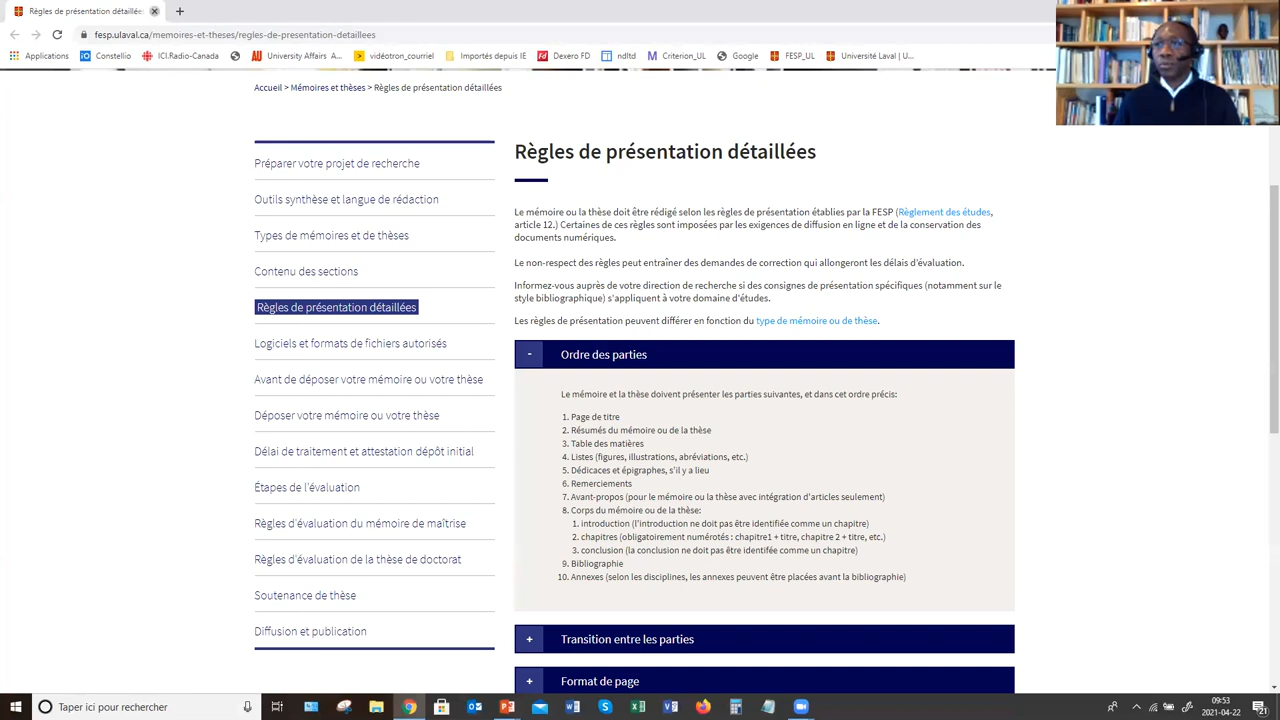 Règles de présentation détaillée
fesp.ulaval.ca/memoires-et-theses/regles-de-presentation-detaillees
Applications
Constellio
ICI.Radio-Canada
University Affairs A...
vidéotron_courriel
Importés depuis IE
Dexero FD
ndltd
Criterion_UL
Google
FESP_UL
Université Laval | U...
Accueil > Mémoires et thèses > Règles de présentation détaillées
Préparer votre projet de recherche
Outils synthèse et langue de rédaction
Types de mémoires et de thèses
Contenu des sections
Règles de présentation détaillées
Logiciels et formats de fichiers autorisés
Avant de déposer votre mémoire ou votre thèse
Déposer votre mémoire ou votre thèse
Délai de traitement et attestation dépôt initial
Étapes de l'évaluation
Règles d'évaluation du mémoire de maîtrise
Règles d'évaluation de la thèse de doctorat
Soutenance de thèse
Diffusion et publication
Règles de présentation détaillées
Le mémoire ou la thèse doit être rédigé selon les règles de présentation établies par la FESP (Règlement des études,
article 12.) Certaines de ces règles sont imposées par les exigences de diffusion en ligne et de la conservation des
documents numériques.
Le non-respect des règles peut entraîner des demandes de correction qui allongeront les délais d'évaluation.
Informez-vous auprès de votre direction de recherche si des consignes de présentation spécifiques (notamment sur le
style bibliographique) s'appliquent à votre domaine d'études.
Les règles de présentation peuvent différer en fonction du type de mémoire ou de thèse.
- Ordre des parties
Le mémoire et la thèse doivent présenter les parties suivantes, et dans cet ordre précis:
1. Page de titre
2. Résumés du mémoire ou de la thèse
3. Table des matières
4. Listes (figures, illustrations, abréviations, etc.)
5. Dédicaces et épigraphes, s'il y a lieu
6. Remerciements
7. Avant-propos (pour le mémoire ou la thèse avec intégration d'articles seulement)
8. Corps du mémoire ou de la thèse:
1. introduction (l'introduction ne doit pas être identifiée comme un chapitre)
2. chapitres (obligatoirement numérotés : chapitre1 + titre, chapitre 2 + titre, etc.)
3. conclusion (la conclusion ne doit pas être identifée comme un chapitre)
9. Bibliographie
10. Annexes (selon les disciplines, les annexes peuvent être placées avant la bibliographie)
+ Transition entre les parties
+ Format de page
Taper ici pour rechercher
09:53
2021-04-22
21